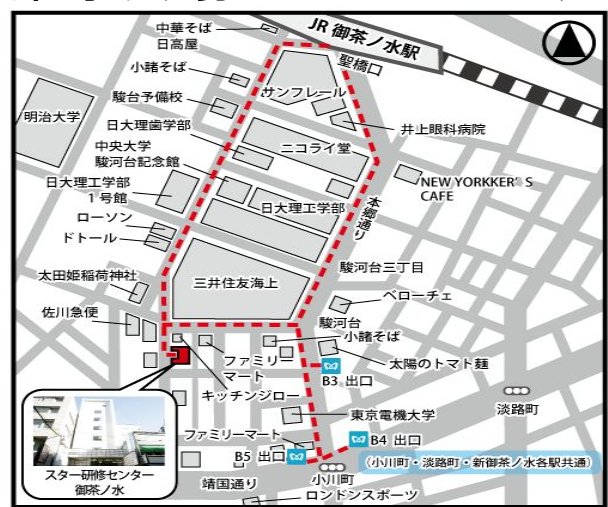 中華そば
日高屋
JR 御茶ノ水駅
聖橋口
小諸そば
サンフレール
駿台予備校
明治大学
井上眼科病院
日大理歯学部
ニコライ堂
中央大学
駿河台記念館
NEW YORKKER'S
CAFE
日大理工学部
1号館
日大理工学部
本郷通り
ローソン
ドトール
駿河台三丁目
太田姫稲荷神社
三井住友海上
ベローチェ
佐川急便
駿河台
小諸そば
ファミリ
マート
太陽のトマト麺
キッチンジロー
B3 出口
淡路町
東京電機大学
ファミリーマート
B4 出口
B5 出口
(小川町・淡路町・新御茶ノ水各駅共通)
スター研修センター
御茶ノ水
小川町
靖国通り
ロンドンスポーツ